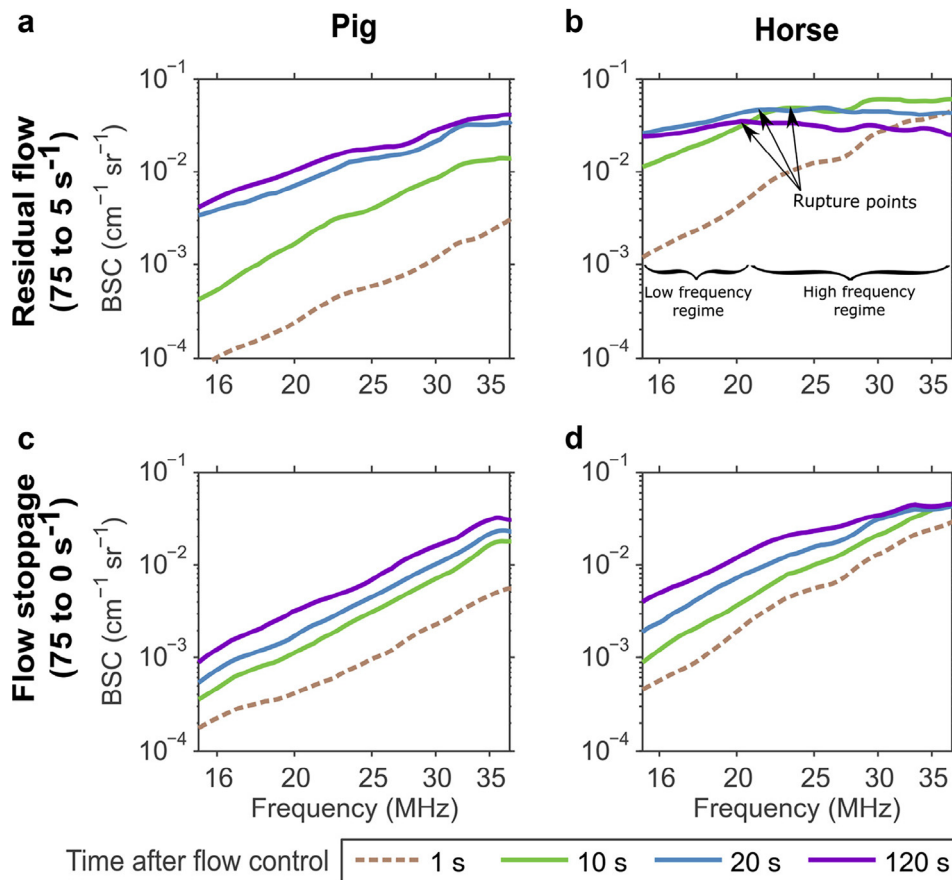 a
Pig
b
Horse
Residual flow
(75 to 5 s⁻¹)
BSC (cm⁻¹ sr⁻¹)
10⁻¹
10⁻²
10⁻³
10⁻⁴
16 20 25 30 35
10⁻¹
10⁻²
10⁻³
10⁻⁴
Rupture points
Low frequency
regime
High frequency
regime
16 20 25 30 35
c
d
Flow stoppage
(75 to 0 s⁻¹)
BSC (cm⁻¹ sr⁻¹)
10⁻¹
10⁻²
10⁻³
10⁻⁴
16 20 25 30 35
Frequency (MHz)
10⁻¹
10⁻²
10⁻³
10⁻⁴
16 20 25 30 35
Frequency (MHz)
Time after flow control 1 s 10 s 20 s 120 s